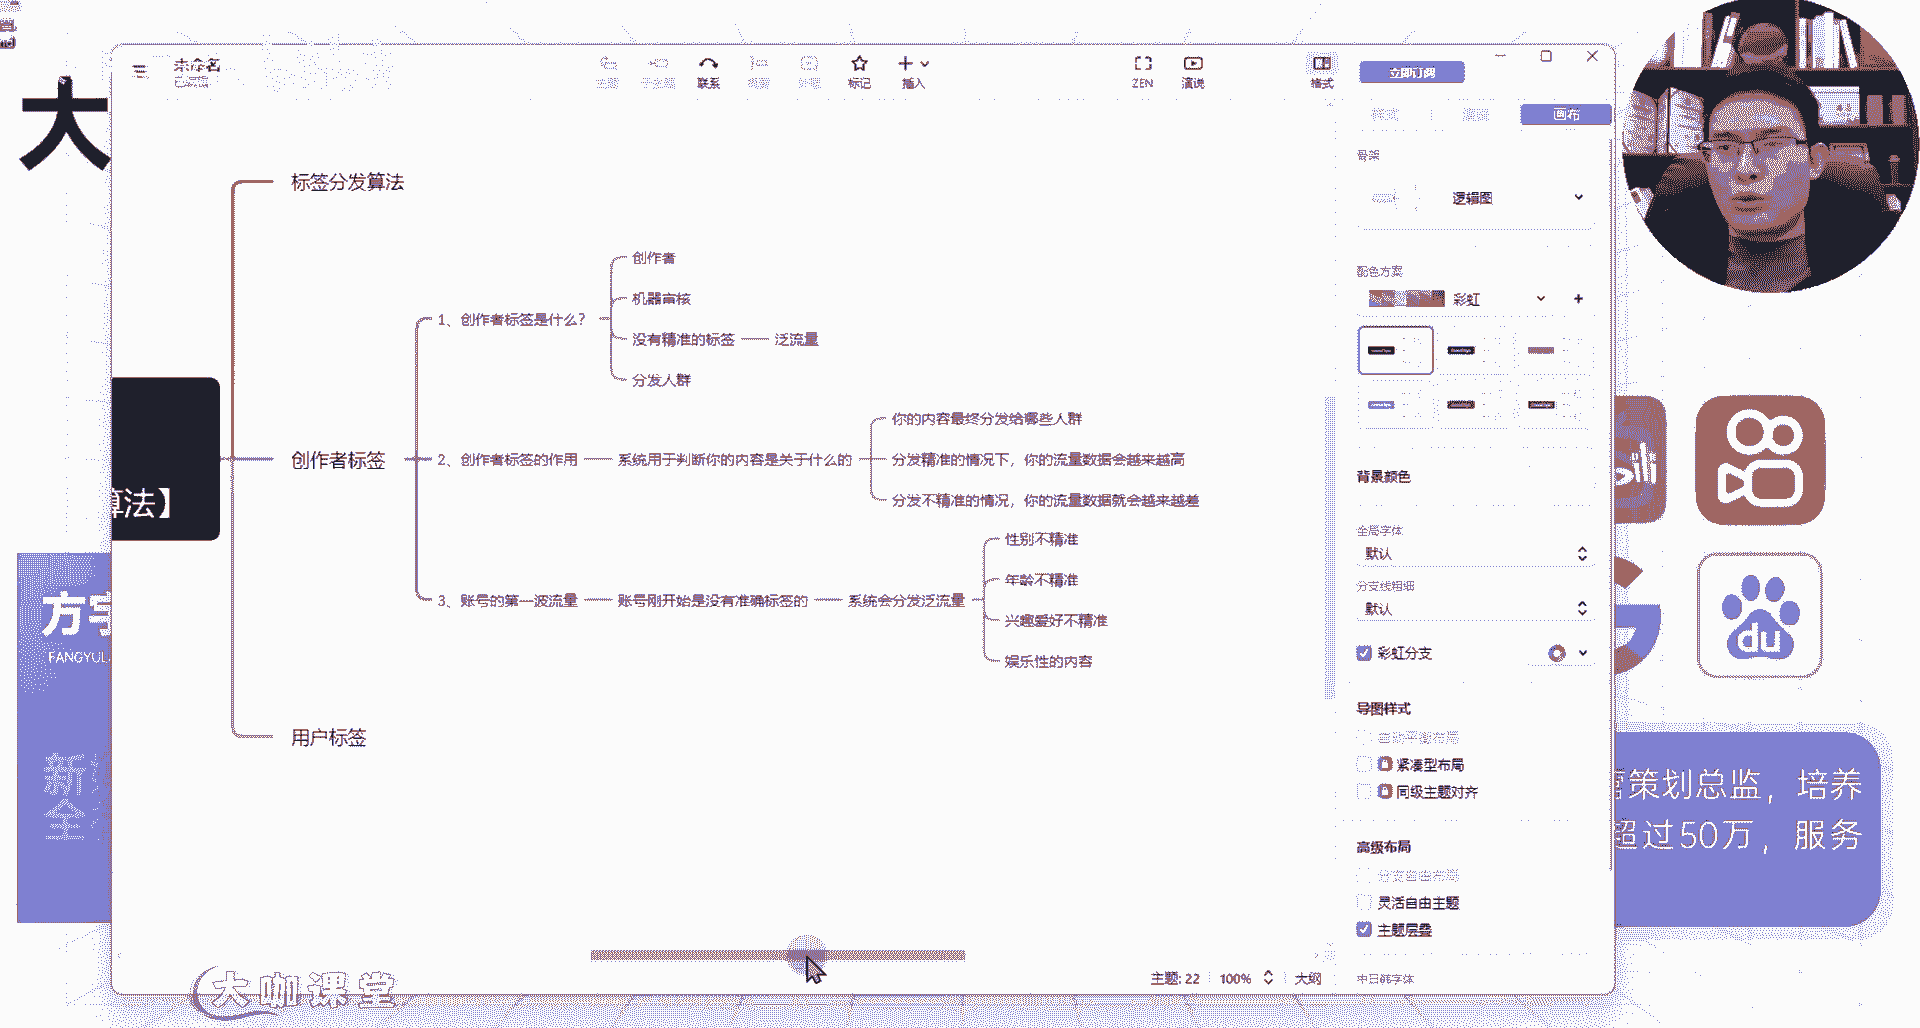 大
未命名
联系
标记
插入
ZEN
演说
格式
立即订阅
画布
骨架
逻辑图
配色方案
彩虹
背景颜色
全局字体
默认
分支线粗细
默认
彩虹分支
导图样式
自动平衡布局
紧凑型布局
同级主题对齐
高级布局
分支自由布局
灵活自由主题
主题层叠
中日韩字体
算法】
标签分发算法
创作者标签
1、创作者标签是什么？
创作者
机器审核
没有精准的标签
泛流量
分发人群
2、创作者标签的作用
系统用于判断你的内容是关于什么的
你的内容最终分发给哪些人群
分发精准的情况下，你的流量数据会越来越高
分发不精准的情况，你的流量数据就会越来越差
3、账号的第一波流量
账号刚开始是没有准确标签的
系统会分发泛流量
性别不精准
年龄不精准
兴趣爱好不精准
娱乐性的内容
用户标签
主题: 22
100%
大纲
方宇
FANGYU
新
全
du
策划总监，培养
超过50万，服务
大咖课堂